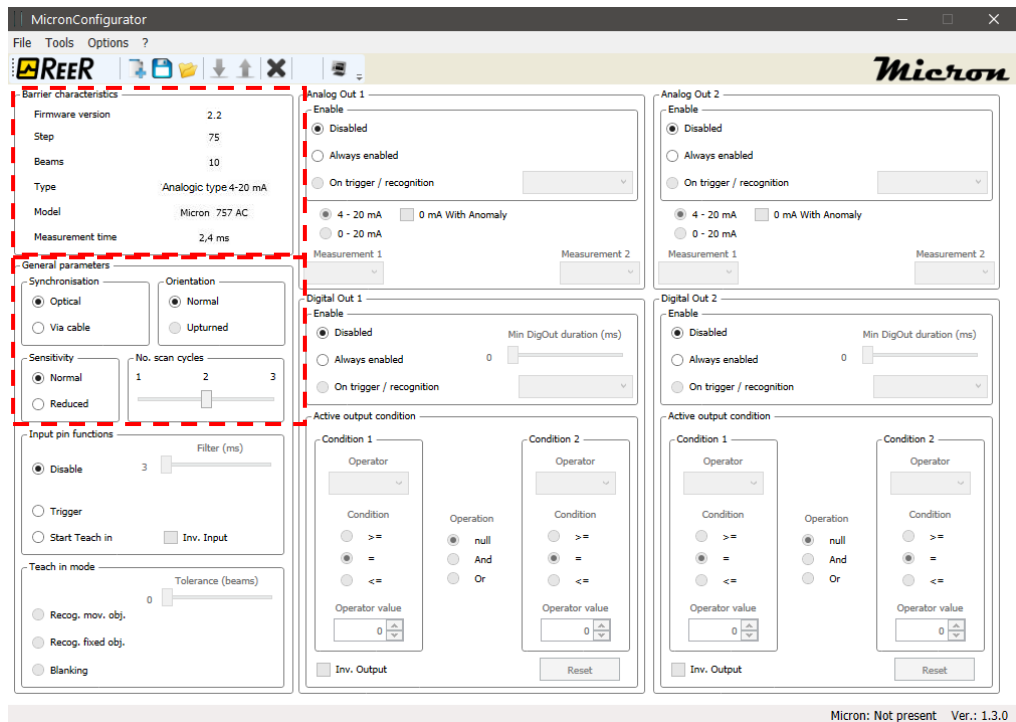 MicronConfigurator
File Tools Options ?
REER
Micron
Barrier characteristics
Firmware version 2.2
Step 75
Beams 10
Type Analogic type 4-20 mA
Model Micron 757 AC
Measurement time 2,4 ms
General parameters
Synchronisation
Optical
Via cable
Orientation
Normal
Upturned
Sensitivity
Normal
Reduced
No. scan cycles
1 2 3
Input pin functions
Filter (ms)
Disable 3
Trigger
Start Teach in Inv. Input
Teach in mode
Tolerance (beams)
0
Recog. mov. obj.
Recog. fixed obj.
Blanking
Analog Out 1
Enable
Disabled
Always enabled
On trigger / recognition
4 - 20 mA 0 mA With Anomaly
0 - 20 mA
Measurement 1 Measurement 2
Digital Out 1
Enable
Disabled Min DigOut duration (ms)
Always enabled 0
On trigger / recognition
Active output condition
Condition 1
Operator
Condition
>=
=
<=
Operator value
0
Operation
null
And
Or
Condition 2
Operator
Condition
>=
=
<=
Operator value
0
Inv. Output Reset
Analog Out 2
Enable
Disabled
Always enabled
On trigger / recognition
4 - 20 mA 0 mA With Anomaly
0 - 20 mA
Measurement 1 Measurement 2
Digital Out 2
Enable
Disabled Min DigOut duration (ms)
Always enabled 0
On trigger / recognition
Active output condition
Condition 1
Operator
Condition
>=
=
<=
Operator value
0
Operation
null
And
Or
Condition 2
Operator
Condition
>=
=
<=
Operator value
0
Inv. Output Reset
Micron: Not present Ver.: 1.3.0